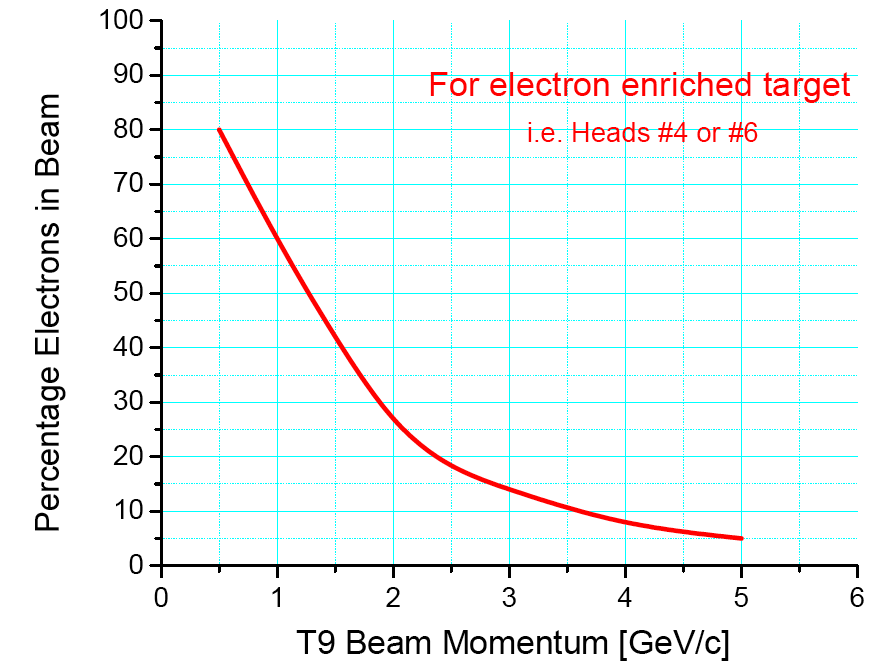 100
90
80
70
60
50
40
30
20
10
0
For electron enriched target
i.e. Heads #4 or #6
Percentage Electrons in Beam
0 1 2 3 4 5 6
T9 Beam Momentum [GeV/c]